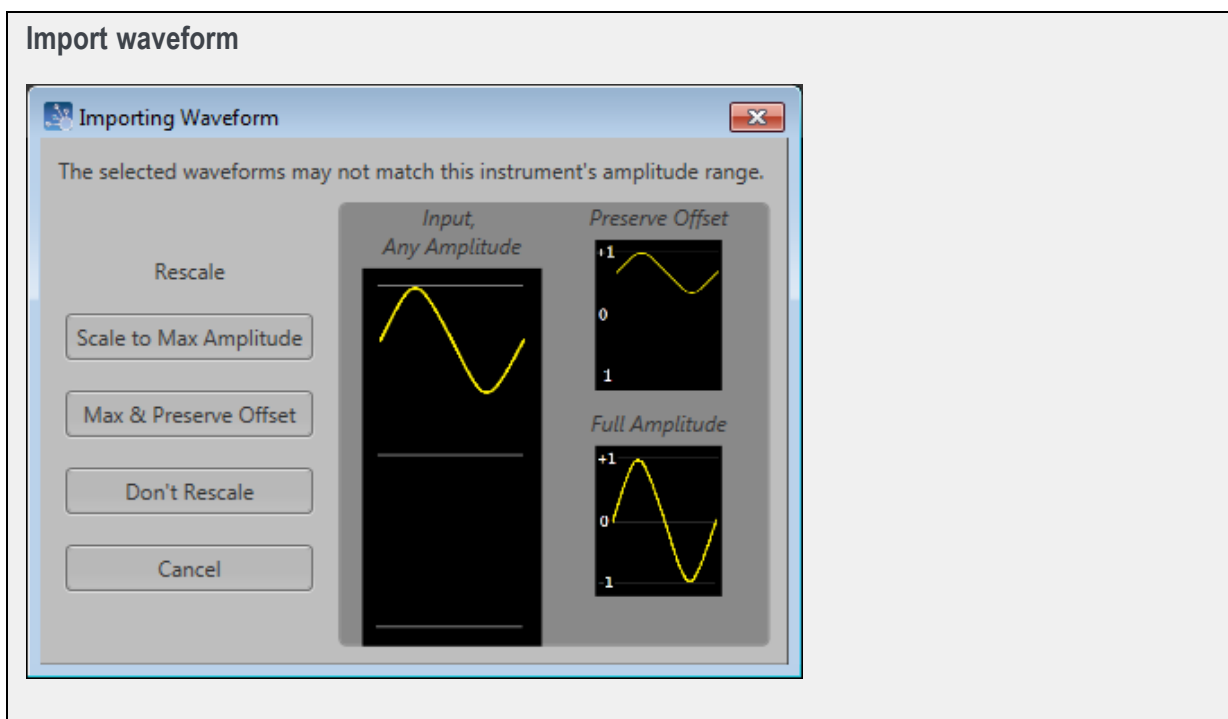 Import waveform
Importing Waveform
The selected waveforms may not match this instrument's amplitude range.
Rescale
Scale to Max Amplitude
Max & Preserve Offset
Don't Rescale
Cancel
Input,
Any Amplitude
Preserve Offset
+1
0
1
Full Amplitude
+1
0
-1